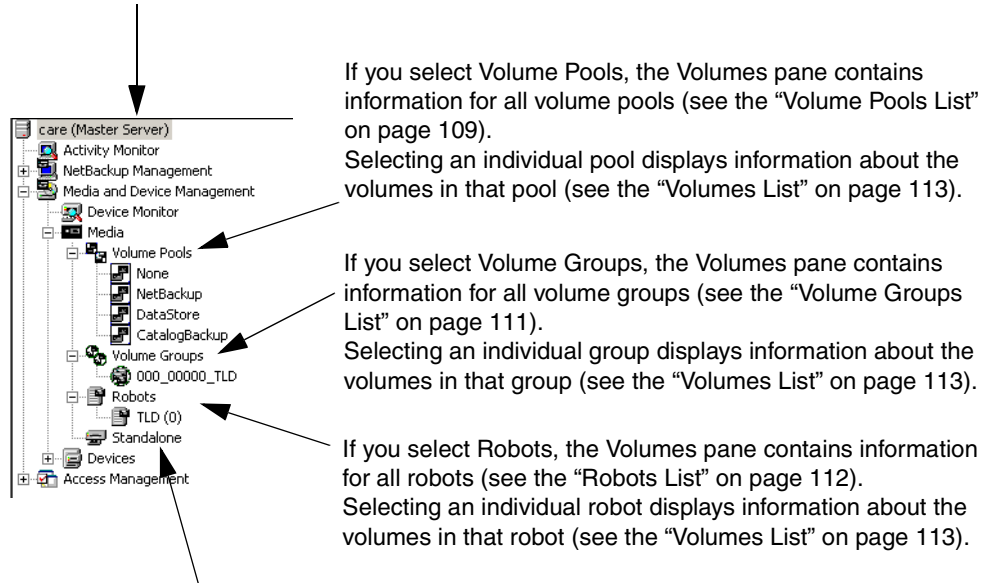 If you select Volume Pools, the Volumes pane contains
information for all volume pools (see the “Volume Pools List”
on page 109).
Selecting an individual pool displays information about the
volumes in that pool (see the “Volumes List” on page 113).
care (Master Server)
Activity Monitor
NetBackup Management
Media and Device Management
Device Monitor
Media
Volume Pools
None
NetBackup
DataStore
CatalogBackup
Volume Groups
000_00000_TLD
Robots
TLD (0)
Standalone
Devices
Access Management
If you select Volume Groups, the Volumes pane contains
information for all volume groups (see the “Volume Groups
List” on page 111).
Selecting an individual group displays information about the
volumes in that group (see the “Volumes List” on page 113).
If you select Robots, the Volumes pane contains information
for all robots (see the “Robots List” on page 112).
Selecting an individual robot displays information about the
volumes in that robot (see the “Volumes List” on page 113).